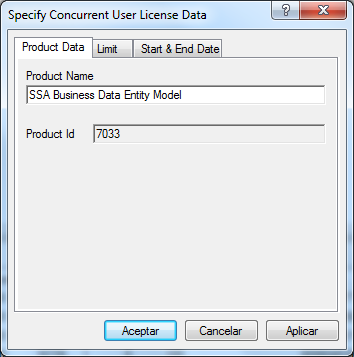 Specify Concurrent User License Data
Product Data Limit Start & End Date
Product Name
SSA Business Data Entity Model
Product Id 7033
Aceptar Cancelar Aplicar